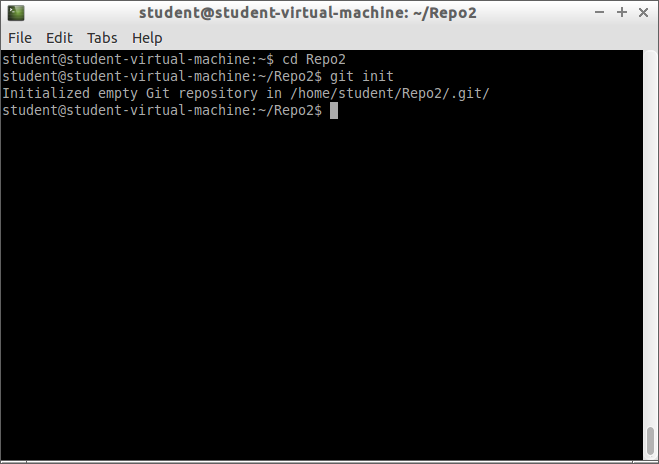 student@student-virtual-machine: ~/Repo2
File Edit Tabs Help
student@student-virtual-machine:~$ cd Repo2
student@student-virtual-machine:~/Repo2$ git init
Initialized empty Git repository in /home/student/Repo2/.git/
student@student-virtual-machine:~/Repo2$